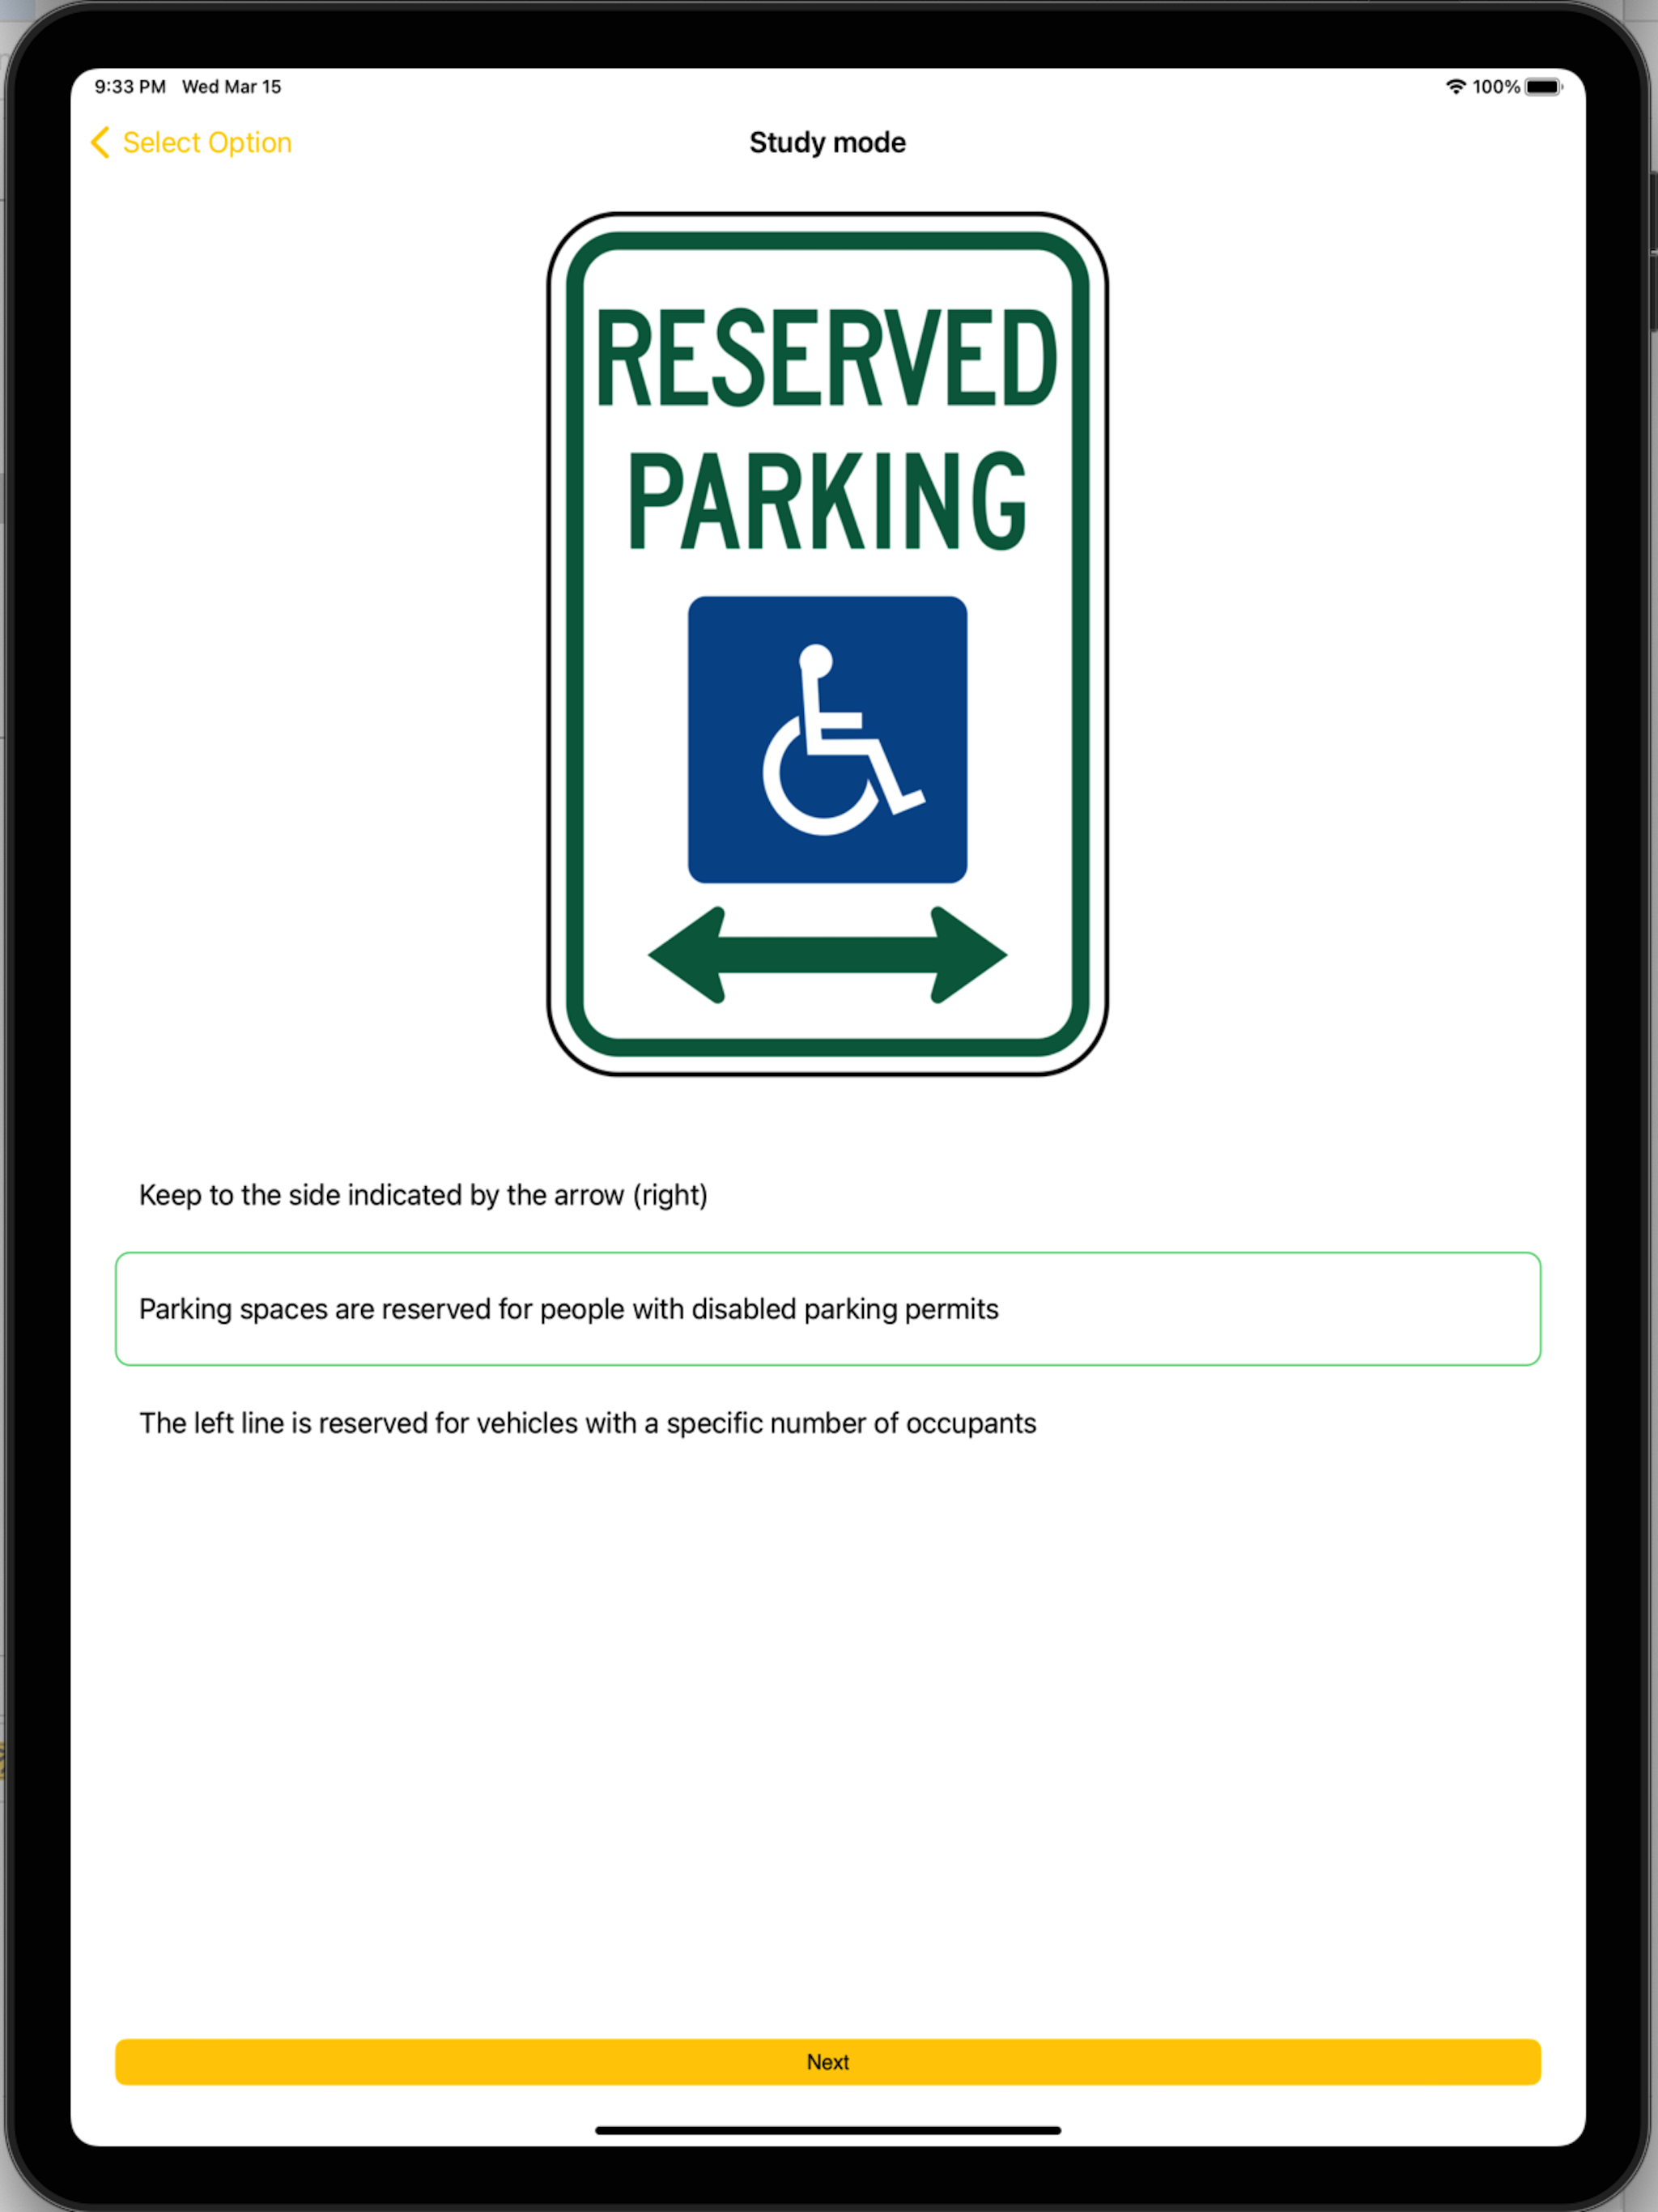 9:33 PM Wed Mar 15
100%
Select Option
Study mode
RESERVED
PARKING
Keep to the side indicated by the arrow (right)
Parking spaces are reserved for people with disabled parking permits
The left line is reserved for vehicles with a specific number of occupants
Next